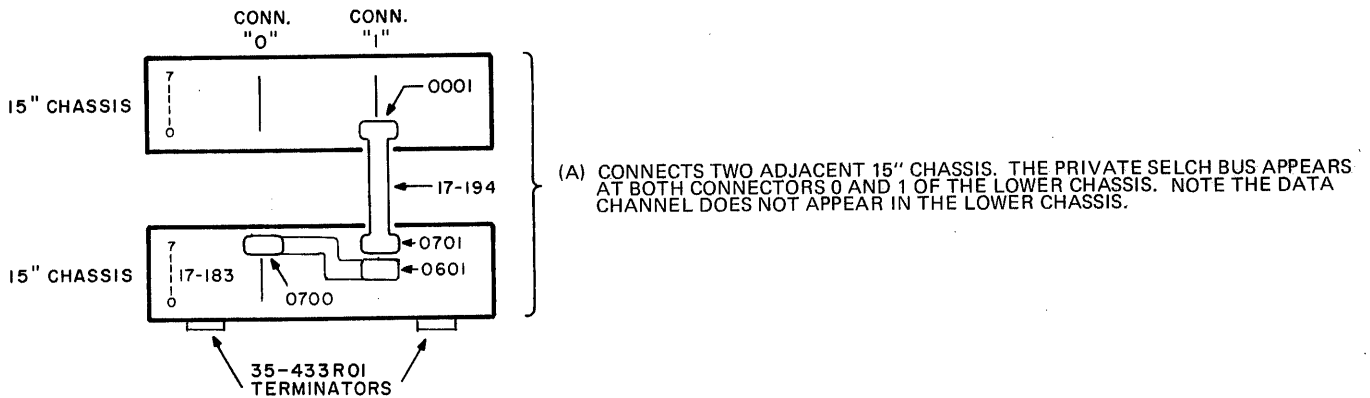 CONN. "0"
CONN. "1"
15" CHASSIS
7
0
0001
17-194
15" CHASSIS
7
0
17-183
0700
0701
0601
35-433R01
TERMINATORS
(A) CONNECTS TWO ADJACENT 15" CHASSIS. THE PRIVATE SELCH BUS APPEARS
AT BOTH CONNECTORS 0 AND 1 OF THE LOWER CHASSIS. NOTE THE DATA
CHANNEL DOES NOT APPEAR IN THE LOWER CHASSIS.